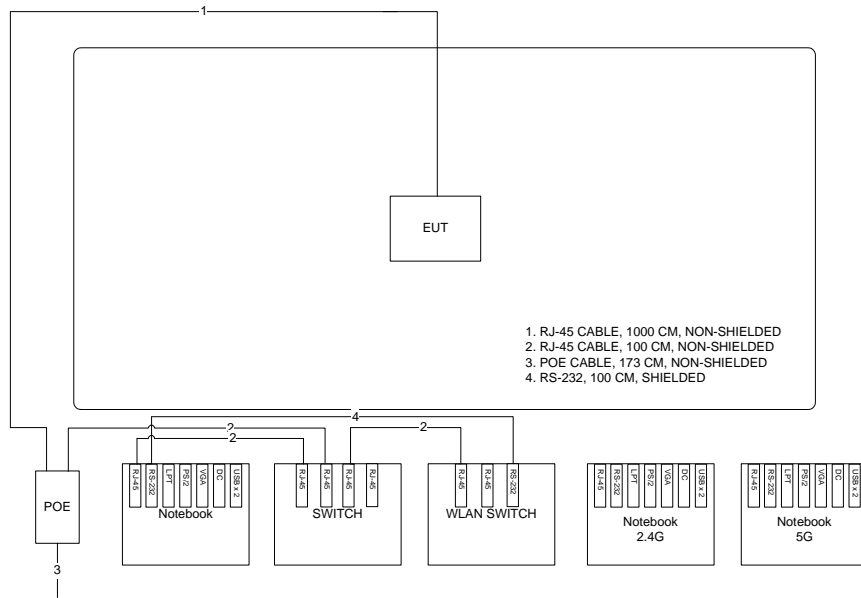 1
EUT
1. RJ-45 CABLE, 1000 CM, NON-SHIELDED
2. RJ-45 CABLE, 100 CM, NON-SHIELDED
3. POE CABLE, 173 CM, NON-SHIELDED
4. RS-232, 100 CM, SHIELDED
4
2
2
2
POE
3
RJ-45
RS-232
LPT
PS/2
VGA
DC
USB x 2
Notebook
RJ-45
RJ-45
RJ-45
RJ-45
SWITCH
RJ-45
RJ-45
RS-232
WLAN SWITCH
RJ-45
RS-232
LPT
PS/2
VGA
DC
USB x 2
Notebook
2.4G
RJ-45
RS-232
LPT
PS/2
VGA
DC
USB x 2
Notebook
5G